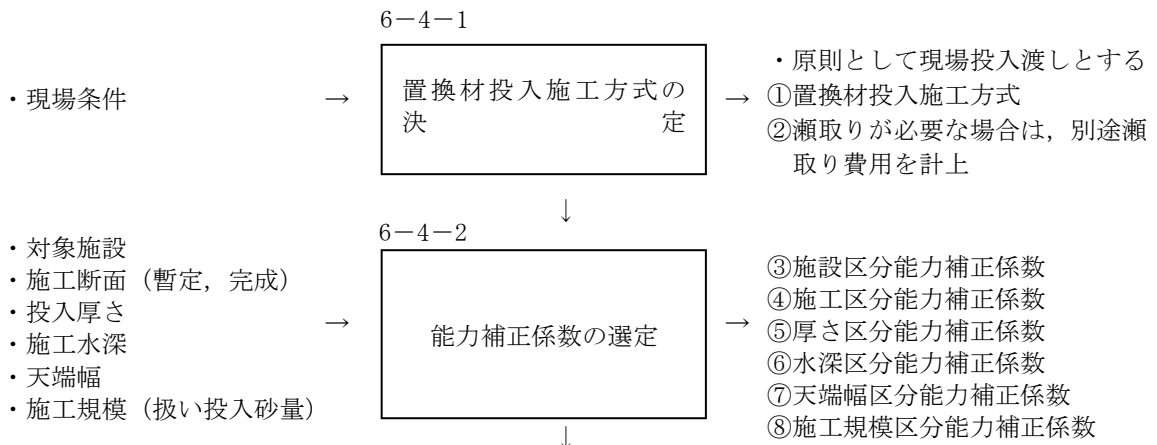 6-4-1
・現場条件
→
置換材投入施工方式の
決定
→
・原則として現場投入渡しとする
①置換材投入施工方式
②瀬取りが必要な場合は，別途瀬
取り費用を計上
↓
6-4-2
・対象施設
・施工断面（暫定，完成）
・投入厚さ
・施工水深
・天端幅
・施工規模（扱い投入砂量）
→
能力補正係数の選定
→
③施設区分能力補正係数
④施工区分能力補正係数
⑤厚さ区分能力補正係数
⑥水深区分能力補正係数
⑦天端幅区分能力補正係数
⑧施工規模区分能力補正係数
↓